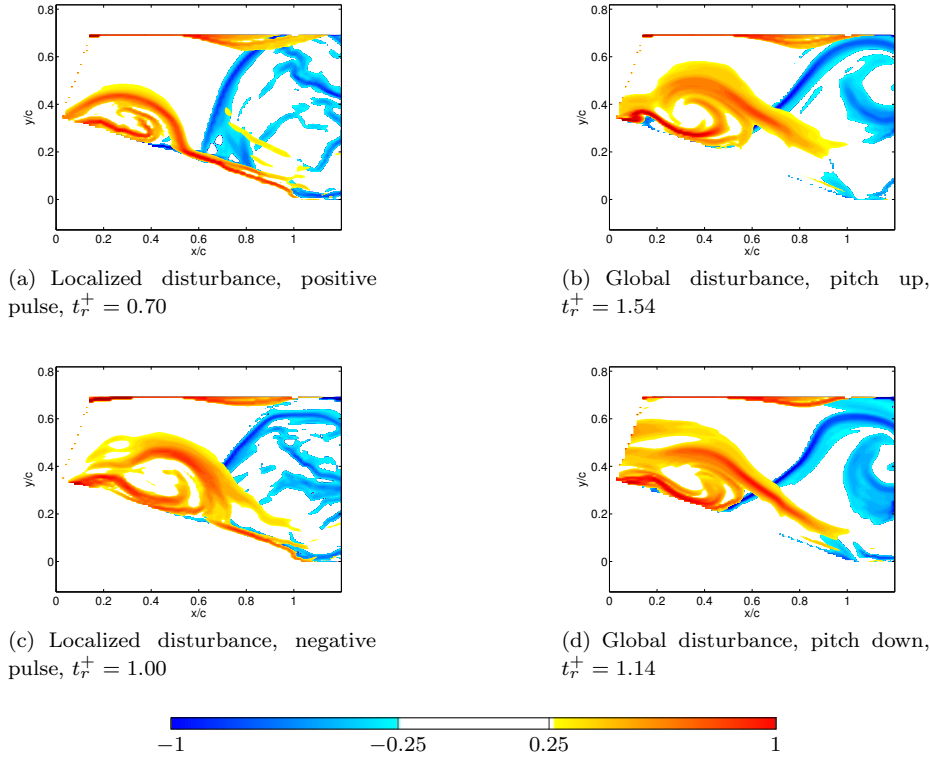 0.8
0.6
0.4
0.2
0
y/c
0 0.2 0.4 0.6 0.8 1
x/c
(a) Localized disturbance, positive
pulse, $t_r^+ = 0.70$
0.8
0.6
0.4
0.2
0
y/c
0 0.2 0.4 0.6 0.8 1
x/c
(b) Global disturbance, pitch up,
$t_r^+ = 1.54$
0.8
0.6
0.4
0.2
0
y/c
0 0.2 0.4 0.6 0.8 1
x/c
(c) Localized disturbance, negative
pulse, $t_r^+ = 1.00$
0.8
0.6
0.4
0.2
0
y/c
0 0.2 0.4 0.6 0.8 1
x/c
(d) Global disturbance, pitch down,
$t_r^+ = 1.14$
−1 −0.25 0.25 1